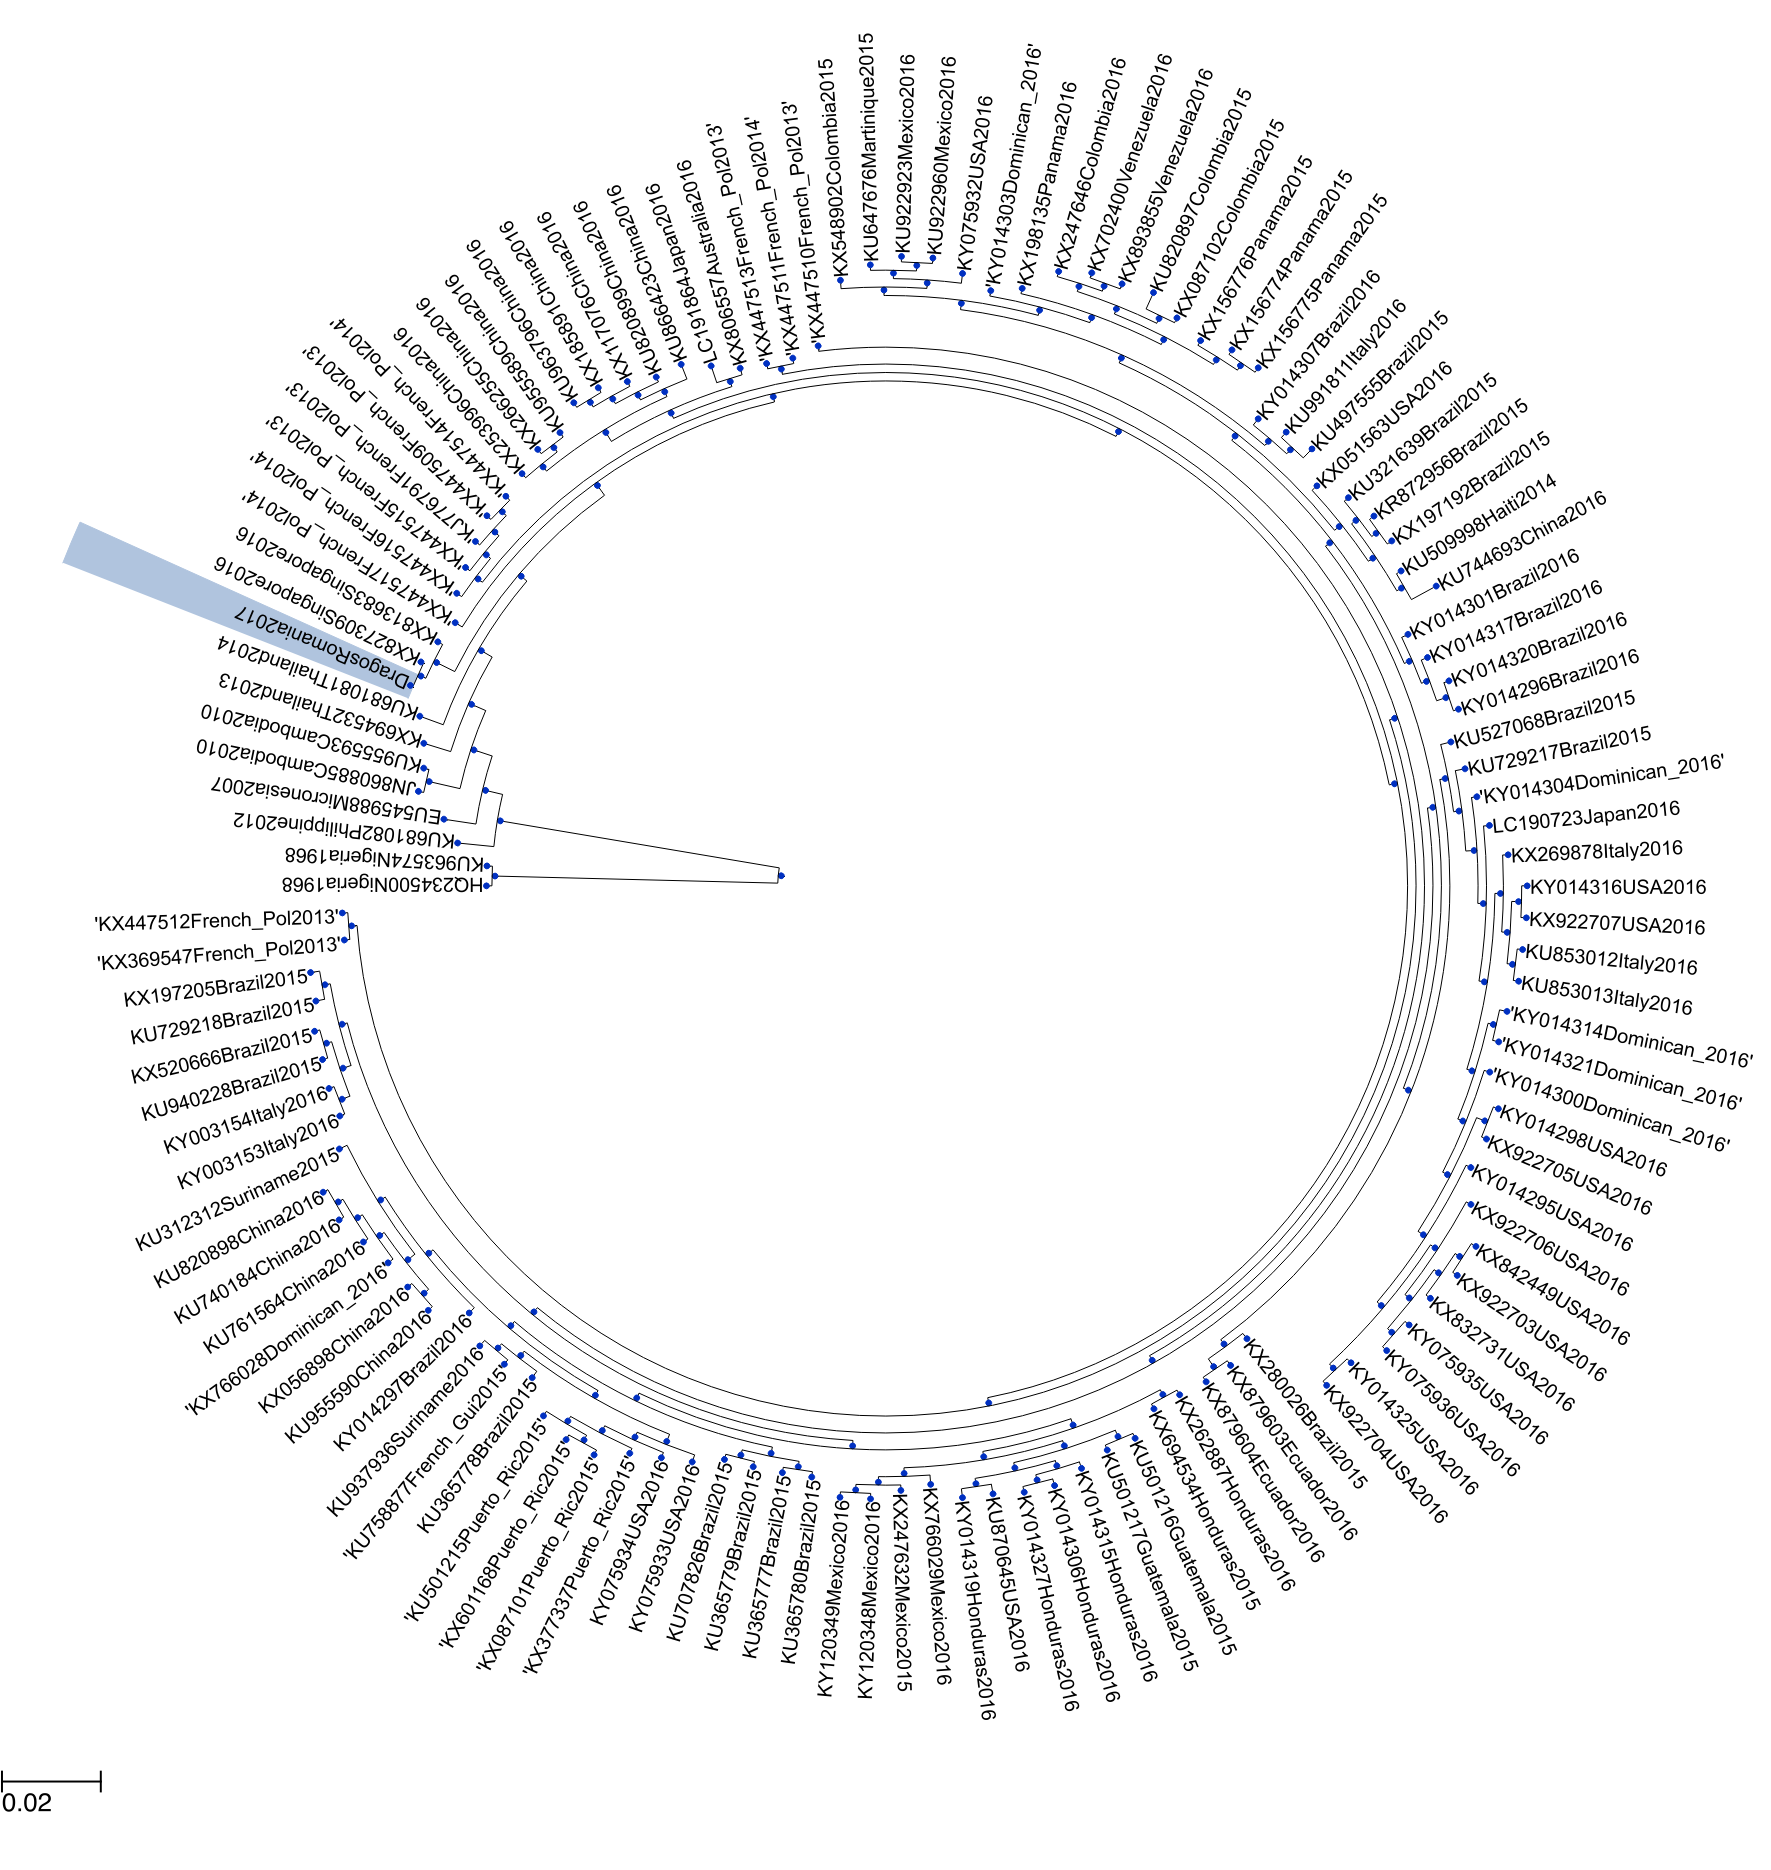 KX548902Colombia2015
KU647676Martinique2015
KU922923Mexico2016
KU922960Mexico2016
KY075932USA2016
'KY014303Dominican_2016'
KX198135Panama2016
KX247646Colombia2016
KX702400Venezuela2016
KX893855Venezuela2016
KU820897Colombia2015
KX087102Colombia2015
KX156776Panama2015
KX156774Panama2015
KX156775Panama2015
KY014307Brazil2016
KU991811Italy2016
KU497555Brazil2015
KX051563USA2016
KU321639Brazil2015
KR872956Brazil2015
KX197192Brazil2015
KU509998Haiti2014
KU744693China2016
KY014301Brazil2016
KY014317Brazil2016
KY014320Brazil2016
KY014296Brazil2016
KU527068Brazil2015
KU729217Brazil2015
'KY014304Dominican_2016'
LC190723Japan2016
KX269878Italy2016
KY014316USA2016
KX922707USA2016
KU853012Italy2016
KU853013Italy2016
'KY014314Dominican_2016'
'KY014321Dominican_2016'
'KY014300Dominican_2016'
KY014298USA2016
KX922705USA2016
KY014295USA2016
KX922706USA2016
KX842449USA2016
KX922703USA2016
KX832731USA2016
KY075935USA2016
KY075936USA2016
KY014325USA2016
KX922704USA2016
KX280026Brazil2015
KX879603Ecuador2016
KX879604Ecuador2016
KX262887Honduras2016
KX694534Honduras2015
KU501216Guatemala2015
KU501217Guatemala2015
KY014315Honduras2016
KY014306Honduras2016
KY014327Honduras2016
KU870645USA2016
KY014319Honduras2016
KX766029Mexico2016
KX247632Mexico2015
KY120348Mexico2016
KY120349Mexico2016
KU365780Brazil2015
KU365777Brazil2015
KU365779Brazil2015
KU707826Brazil2015
KY075933USA2016
KY075934USA2016
'KX377337Puerto_Ric2015'
'KX087101Puerto_Ric2015'
'KX601168Puerto_Ric2015'
'KU501215Puerto_Ric2015'
KU365778Brazil2015
'KU758877French_Gui2015'
KU937936Suriname2016
KY014297Brazil2016
KU955590China2016
KX056898China2016
'KX766028Dominican_2016'
KU761564China2016
KU740184China2016
KU820898China2016
KU312312Suriname2015
KY003153Italy2016
KY003154Italy2016
KU940228Brazil2015
KX520666Brazil2015
KU729218Brazil2015
KX197205Brazil2015
'KX369547French_Pol2013'
'KX447512French_Pol2013'
HQ234500Nigeria1968
KU963574Nigeria1968
KU681082Philippine2012
EU545988Micronesia2007
JN860885Cambodia2010
KU955593Cambodia2010
KX694532Thailand2013
KU681081Thailand2014
DragosRomania2017
KX827309Singapore2016
KX813683Singapore2016
'KX447517French_Pol2014'
'KX447516French_Pol2014'
'KX447515French_Pol2013'
'KJ776791French_Pol2013'
'KX447509French_Pol2013'
'KX447514French_Pol2014'
KX253996China2016
KX266255China2016
KU955589China2016
KU963796China2016
KX185891China2016
KX117076China2016
KU820899China2016
KU866423China2016
LC191864Japan2016
KX806557Australia2016
'KX447513French_Pol2013'
'KX447511French_Pol2014'
'KX447510French_Pol2013'
0.02